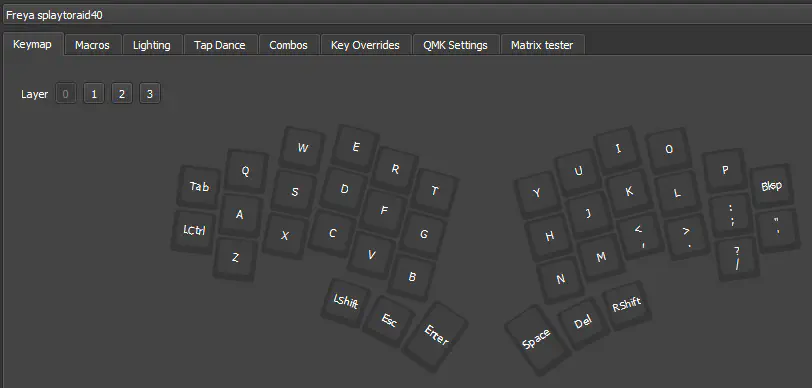 Freya splaytoraid40
Keymap Macros Lighting Tap Dance Combos Key Overrides QMK Settings Matrix tester
Layer 0 1 2 3
Tab Q W E R T Y U I O P Bksp
LCtrl A S D F G H J K L : ; " '
Z X C V B N M < , > . ? /
LShift Esc Enter Space Del RShift